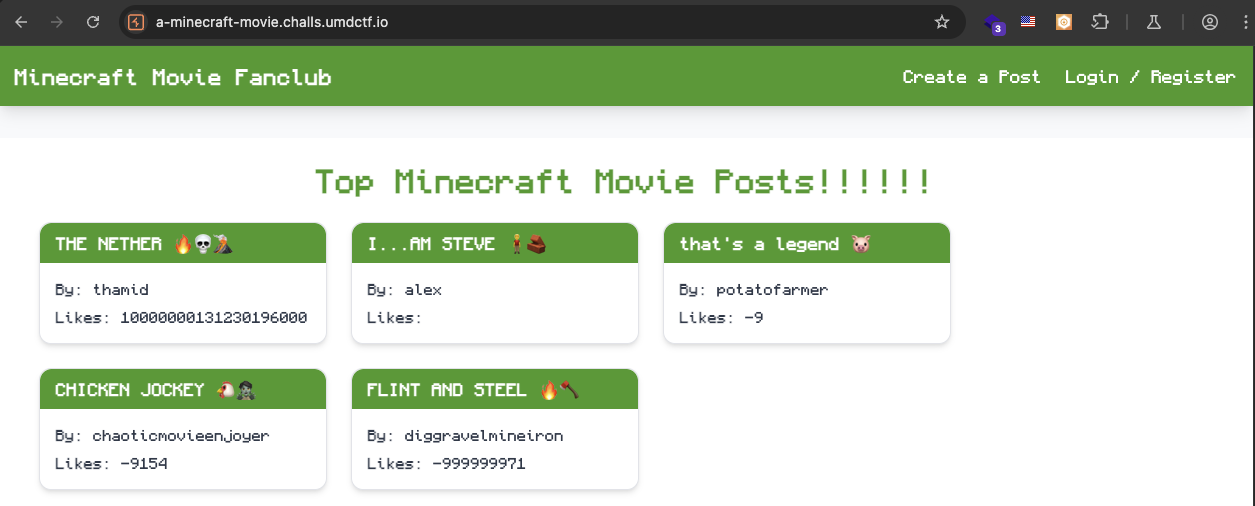 a-minecraft-movie.challs.umdctf.io
3
Minecraft Movie Fanclub
Create a Post
Login / Register
Top Minecraft Movie Posts!!!!!!
THE NETHER 🔥💀🌋
By: thamid
Likes: 10000000131230196000
I...AM STEVE 🧍🧱
By: alex
Likes:
that's a legend 🐷
By: potatofarmer
Likes: -9
CHICKEN JOCKEY 🐔🧟
By: chaoticmovieenjoyer
Likes: -9154
FLINT AND STEEL 🔥🪓
By: diggravelmineiron
Likes: -999999971